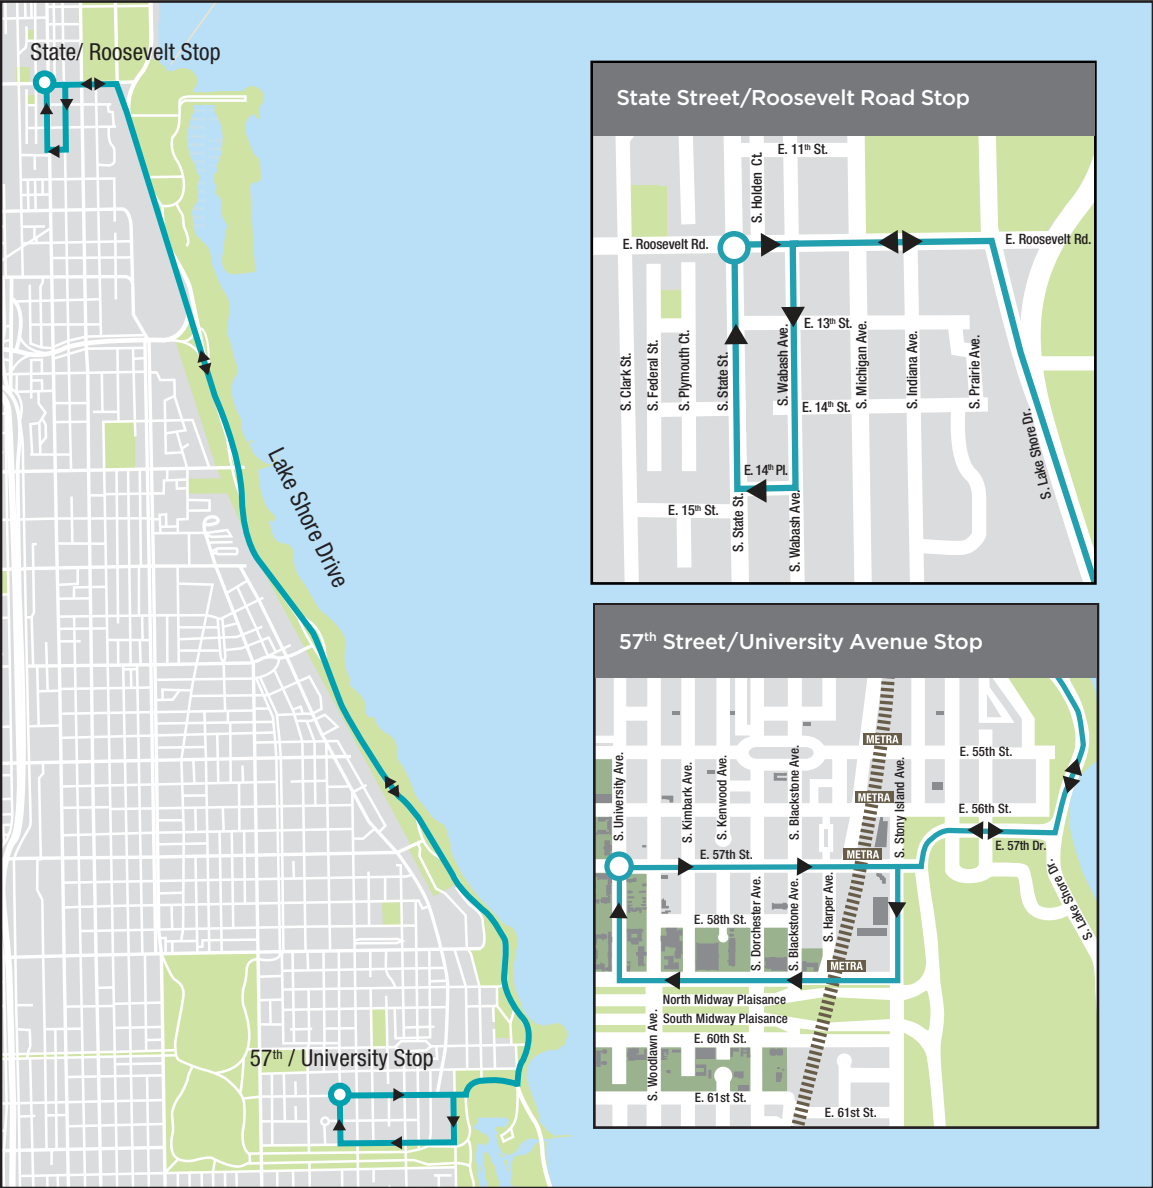 State/ Roosevelt Stop
Lake Shore Drive
57th / University Stop
State Street/Roosevelt Road Stop
E. 11th St.
S. Holden Ct.
E. Roosevelt Rd.
E. Roosevelt Rd.
E. 13th St.
S. Clark St.
S. Federal St.
S. Plymouth Ct.
S. State St.
S. Wabash Ave.
S. Michigan Ave.
S. Indiana Ave.
S. Prairie Ave.
E. 14th St.
S. Lake Shore Dr.
E. 14th Pl.
E. 15th St.
S. State St.
S. Wabash Ave.
57th Street/University Avenue Stop
METRA
E. 55th St.
S. University Ave.
S. Kimbark Ave.
S. Kenwood Ave.
S. Blackstone Ave.
S. Stony Island Ave.
METRA
E. 56th St.
E. 57th Dr.
E. 57th St.
METRA
S. Lake Shore Dr.
S. Dorchester Ave.
S. Blackstone Ave.
S. Harper Ave.
E. 58th St.
METRA
North Midway Plaisance
South Midway Plaisance
S. Woodlawn Ave.
E. 60th St.
E. 61st St.
E. 61st St.